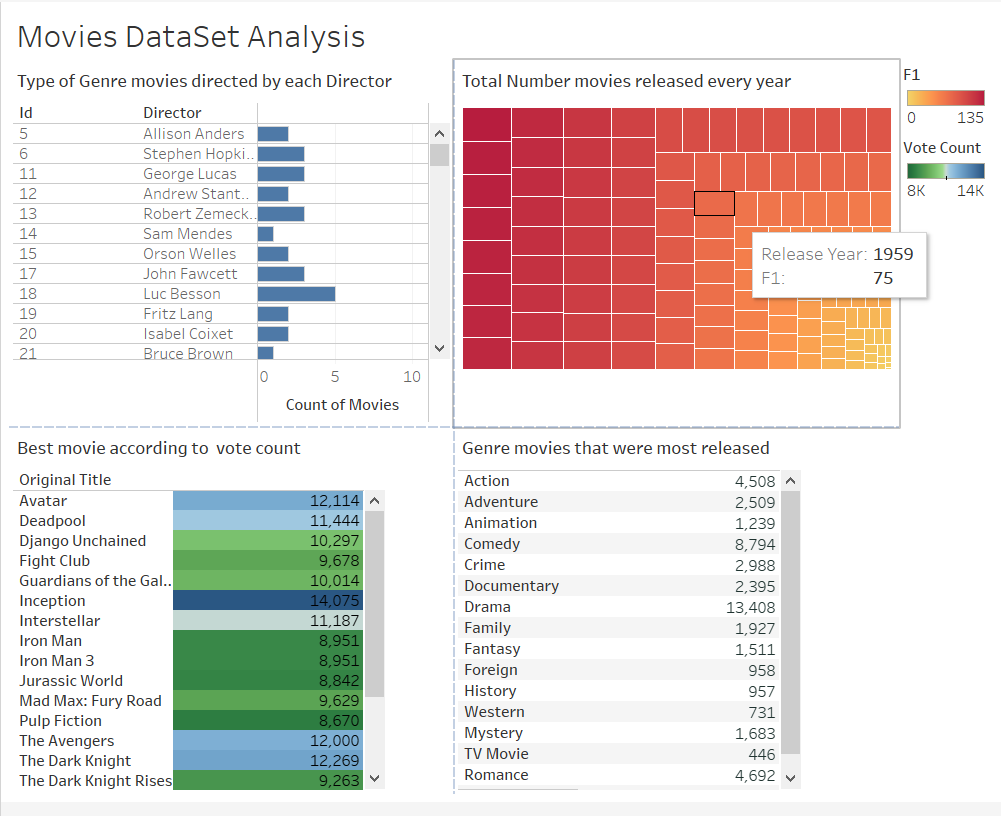 Movies DataSet Analysis
Type of Genre movies directed by each Director
Id Director
5 Allison Anders
6 Stephen Hopki..
11 George Lucas
12 Andrew Stant..
13 Robert Zemeck..
14 Sam Mendes
15 Orson Welles
17 John Fawcett
18 Luc Besson
19 Fritz Lang
20 Isabel Coixet
21 Bruce Brown
0 5 10
Count of Movies
Total Number movies released every year
Release Year: 1959
F1: 75
F1
0 135
Vote Count
8K 14K
Best movie according to vote count
Original Title
Avatar 12,114
Deadpool 11,444
Django Unchained 10,297
Fight Club 9,678
Guardians of the Gal.. 10,014
Inception 14,075
Interstellar 11,187
Iron Man 8,951
Iron Man 3 8,951
Jurassic World 8,842
Mad Max: Fury Road 9,629
Pulp Fiction 8,670
The Avengers 12,000
The Dark Knight 12,269
The Dark Knight Rises 9,263
Genre movies that were most released
Action 4,508
Adventure 2,509
Animation 1,239
Comedy 8,794
Crime 2,988
Documentary 2,395
Drama 13,408
Family 1,927
Fantasy 1,511
Foreign 958
History 957
Western 731
Mystery 1,683
TV Movie 446
Romance 4,692